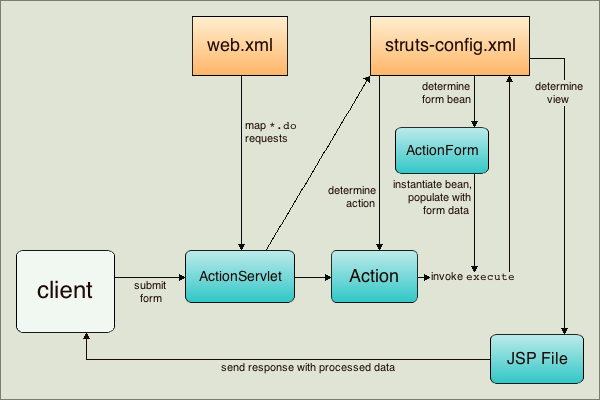 web.xml
struts-config.xml
map *.do
requests
determine
form bean
determine
view
ActionForm
determine
action
instantiate bean,
populate with
form data
client
submit
form
ActionServlet
Action
invoke execute
JSP File
send response with processed data